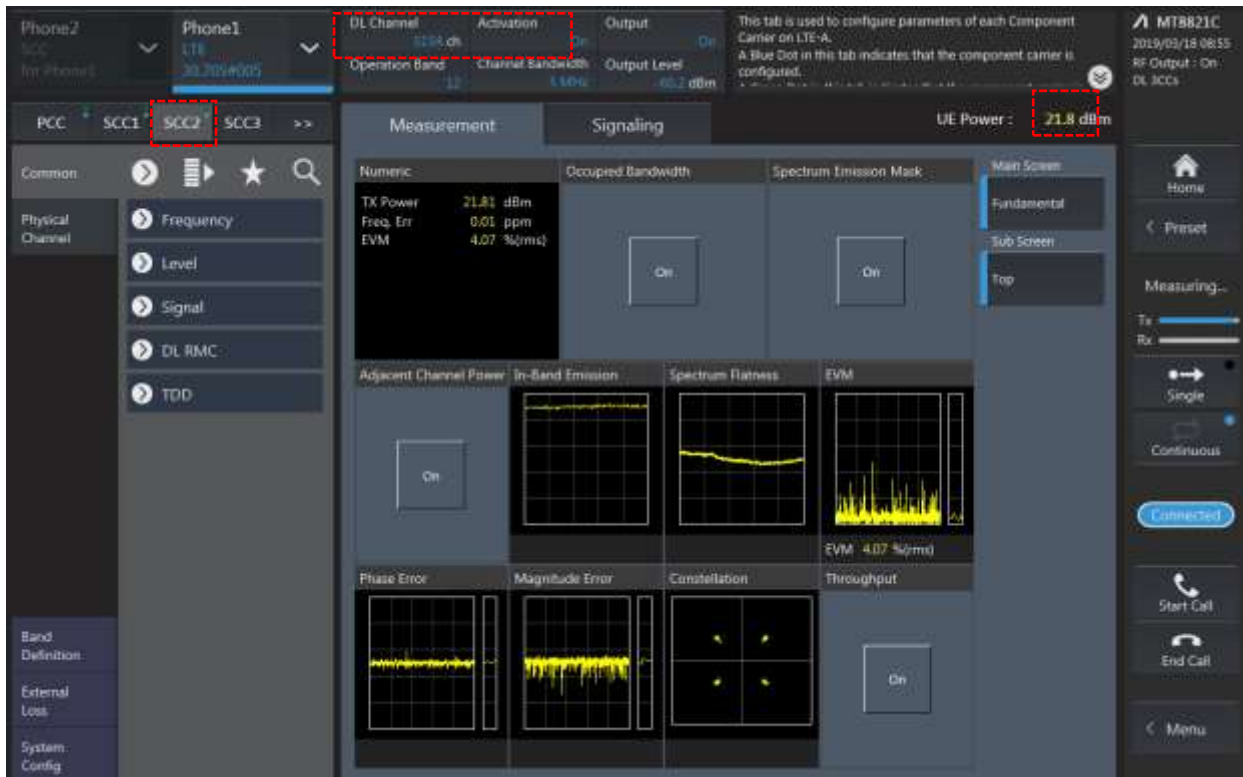 Phone2
SCC
for Phone1
Phone1
LTE
30.20S#005
DL Channel
ch
Activation
On
Output
On
Operation Band
12
Channel Bandwidth
5 MHz
Output Level
dBm
This tab is used to configure parameters of each Component
Carrier on LTE-A.
A Blue Dot in this tab indicates that the component carrier is
configured.
MT8821C
2019/03/18 08:55
RF Output : On
DL 3CCs
PCC
SCC1
SCC2
SCC3
>>
Measurement
Signaling
UE Power :
21.8 dBm
Common
Physical
Channel
Frequency
Level
Signal
DL RMC
TDD
Band
Definition
External
Loss
System
Config
Numeric
TX Power 21.81 dBm
Freq. Err 0.01 ppm
EVM 4.07 %(rms)
Occupied Bandwidth
On
Spectrum Emission Mask
On
Main Screen
Fundamental
Sub Screen
Top
Adjacent Channel Power
On
In-Band Emission
Spectrum Flatness
EVM
EVM 4.07 %(rms)
Phase Error
Magnitude Error
Constellation
Throughput
On
Home
< Preset
Measuring...
Tx
Rx
Single
Continuous
Connected
Start Call
End Call
< Menu